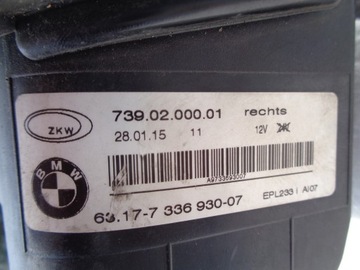 ZKW
739.02.000.01 rechts
28.01.15 11 12V
BMW
A9733693007
63.17-7 336 930-07
EPL233 I AI07